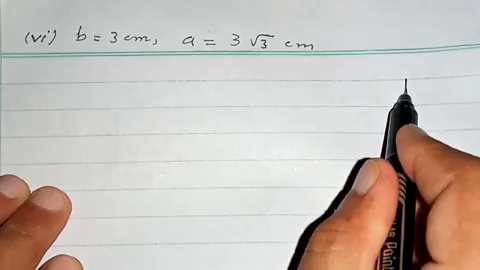 (vi) b = 3 cm, a = 3 √3 cm